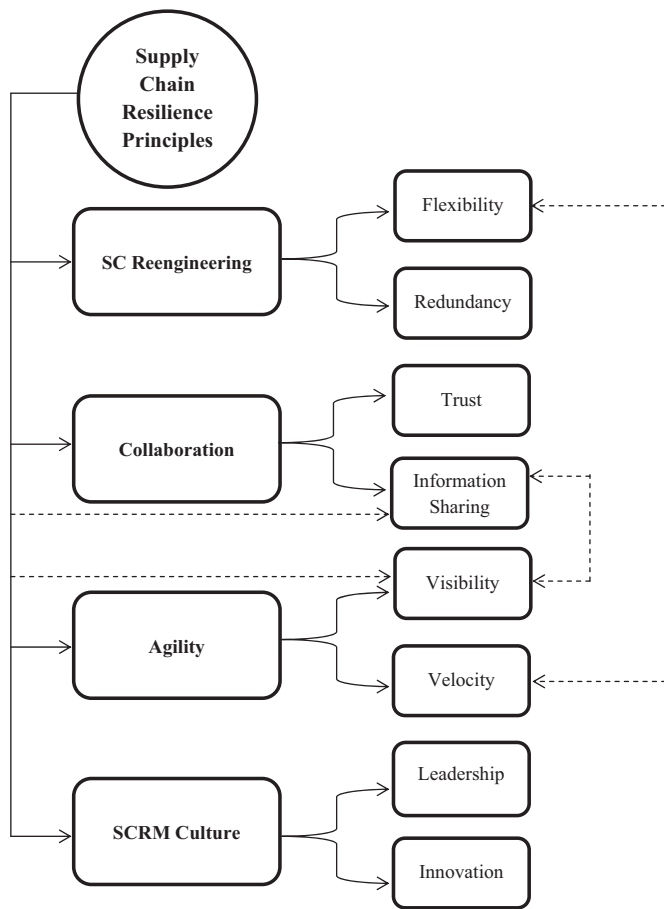 Supply
Chain
Resilience
Principles
Flexibility
SC Reengineering
Redundancy
Trust
Collaboration
Information
Sharing
Visibility
Agility
Velocity
Leadership
SCRM Culture
Innovation